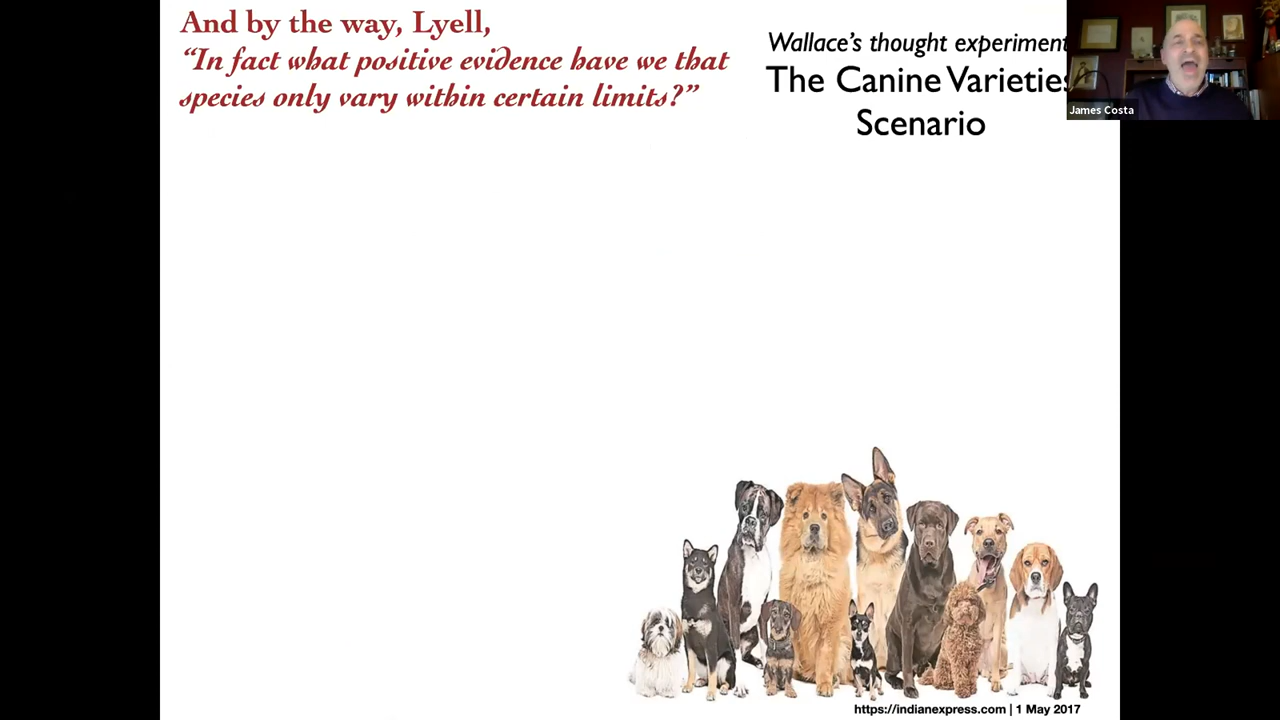 And by the way, Lyell,
“In fact what positive evidence have we that
species only vary within certain limits?”
Wallace’s thought experiment
The Canine Varieties
Scenario
James Costa
https://indianexpress.com | 1 May 2017